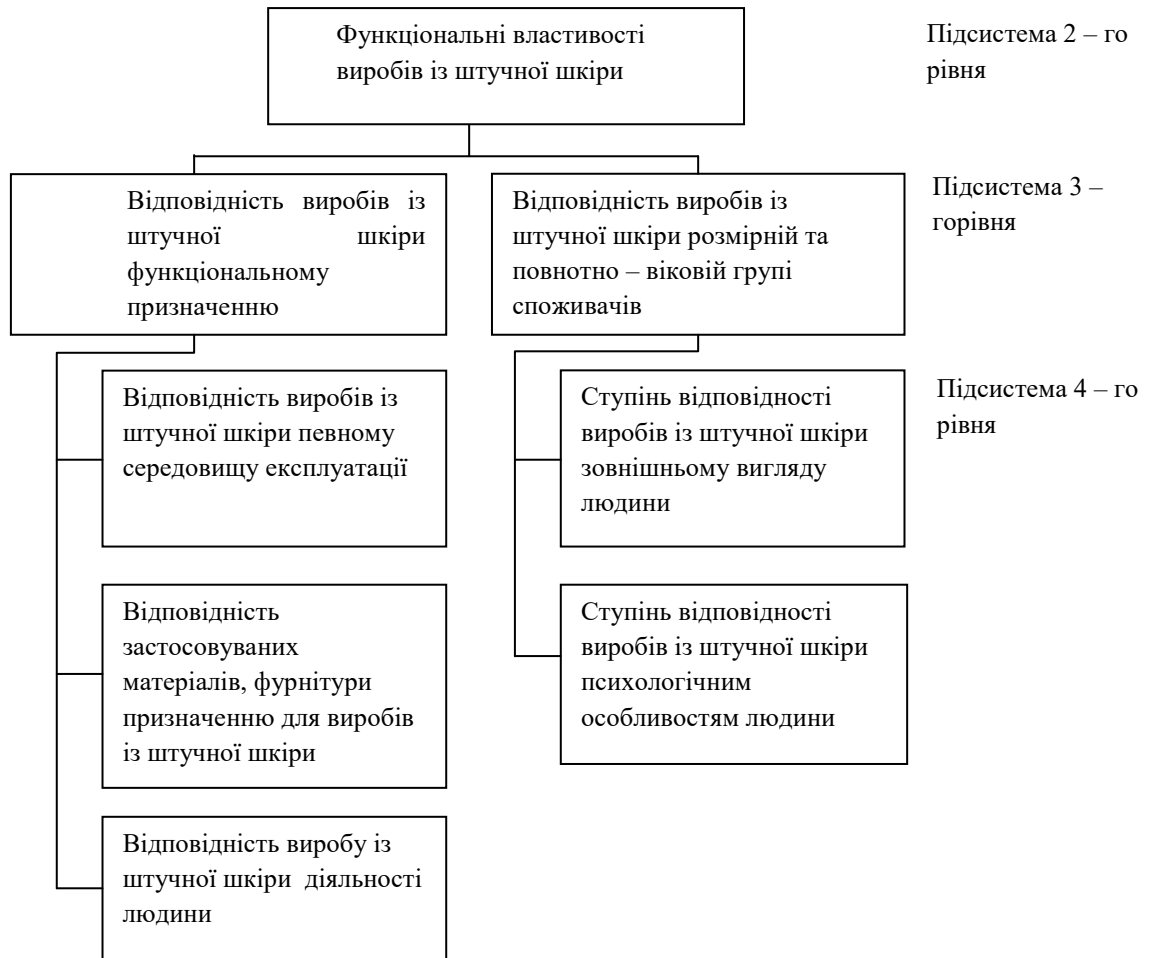 Функціональні властивості
виробів із штучної шкіри
Підсистема 2 – го
рівня
Відповідність виробів із
штучної шкіри
функціональному
призначенню
Відповідність виробів із
штучної шкіри розмірній та
повнотно – віковій групі
споживачів
Підсистема 3 –
горівня
Відповідність виробів із
штучної шкіри певному
середовищу експлуатації
Ступінь відповідності
виробів із штучної шкіри
зовнішньому вигляду
людини
Підсистема 4 – го
рівня
Відповідність
застосовуваних
матеріалів, фурнітури
призначенню для виробів
із штучної шкіри
Ступінь відповідності
виробів із штучної шкіри
психологічним
особливостям людини
Відповідність виробу із
штучної шкіри діяльності
людини